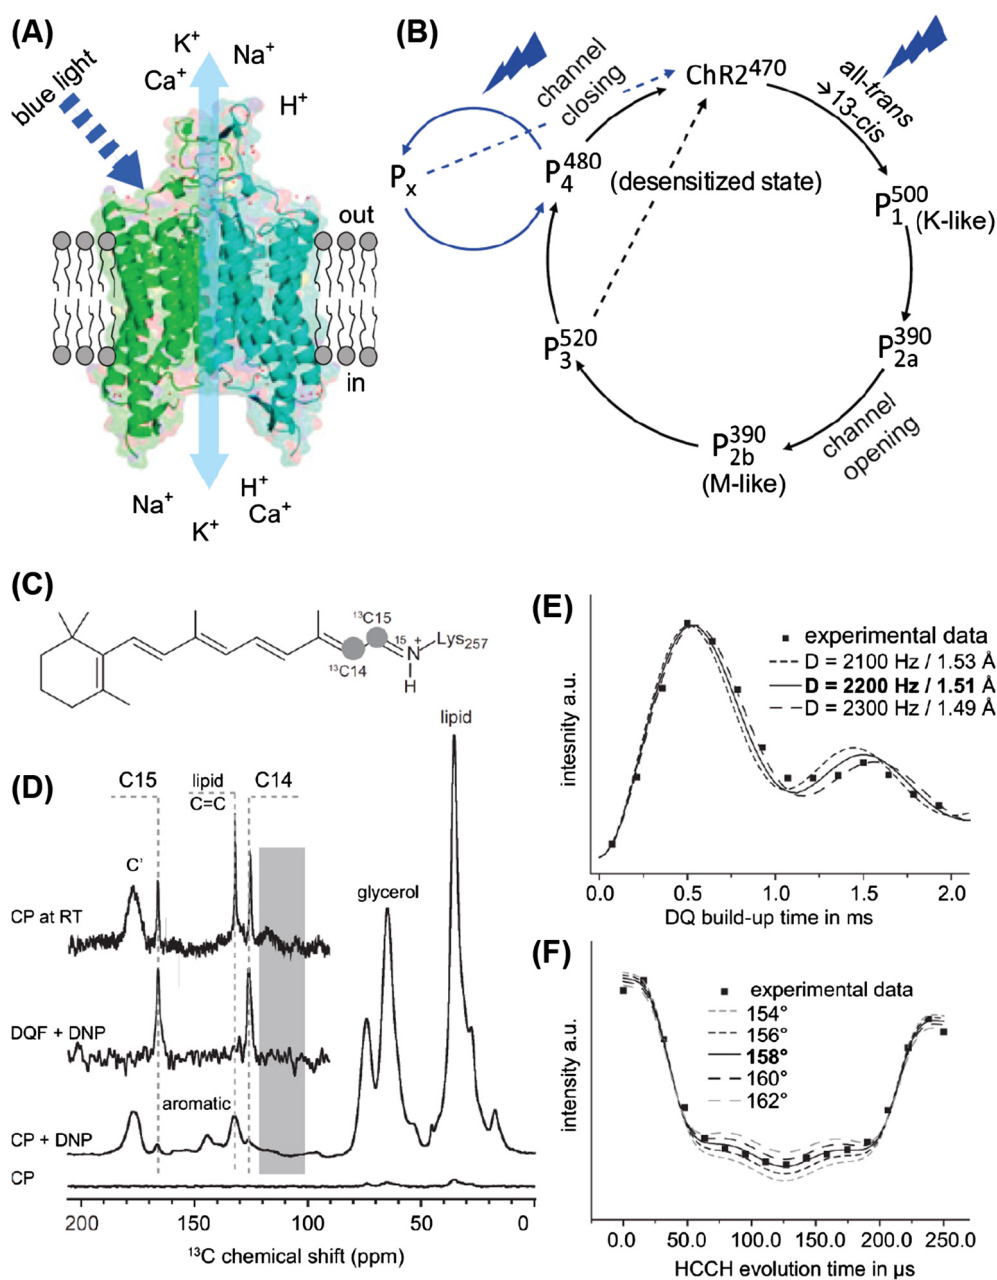 (A)
blue light
K⁺
Na⁺
Ca⁺
H⁺
out
in
Na⁺
H⁺
K⁺
Ca⁺
(B)
channel
closing
ChR2⁴⁷⁰
all-trans
→13-cis
Pₓ
P₄⁴⁸⁰ (desensitized state)
P₁⁵⁰⁰ (K-like)
P₃⁵²⁰
P₂ₐ³⁹⁰
channel
opening
P₂b³⁹⁰
(M-like)
(C)
¹³C15
¹³C14
¹⁵N⁺
H
Lys₂₅₇
(D)
C15
lipid
C=C
C14
lipid
C'
glycerol
CP at RT
DQF + DNP
aromatic
CP + DNP
CP
200 150 100 50 0
¹³C chemical shift (ppm)
(E)
intesnity a.u.
experimental data
D = 2100 Hz / 1.53 Å
D = 2200 Hz / 1.51 Å
D = 2300 Hz / 1.49 Å
0.0 0.5 1.0 1.5 2.0
DQ build-up time in ms
(F)
intensity a.u.
experimental data
154°
156°
158°
160°
162°
0.0 50.0 100.0 150.0 200.0 250.0
HCCH evolution time in µs